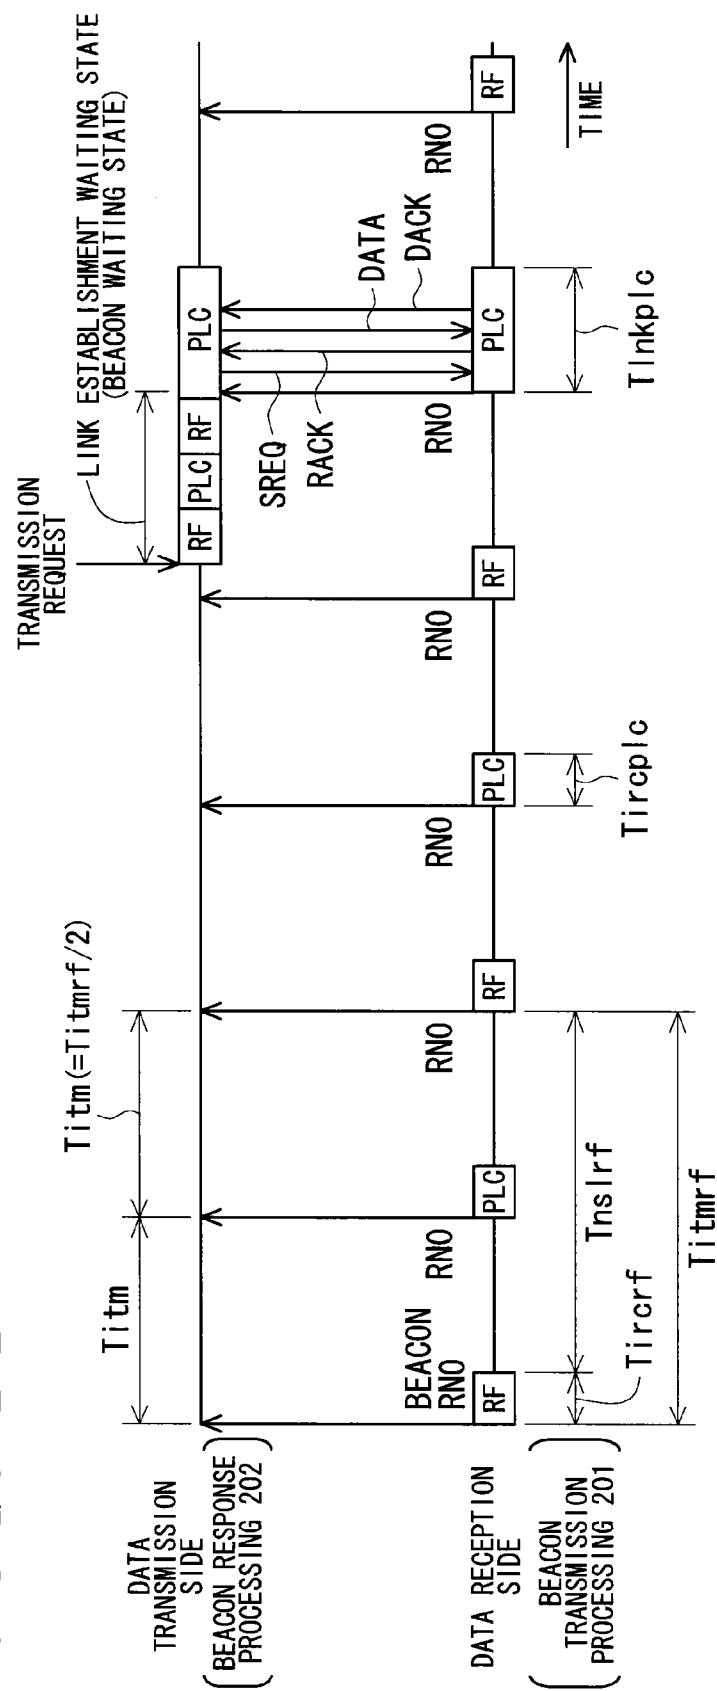 TRANSMISSION
REQUEST
LINK ESTABLISHMENT WAITING STATE
(BEACON WAITING STATE)
Titm
Titm(=Titmrf/2)
DATA
TRANSMISSION
SIDE
BEACON RESPONSE
PROCESSING 202
RF
PLC
RF
PLC
SREQ
RACK
DATA
DACK
BEACON
RNO
RNO
RNO
RNO
RNO
RNO
RNO
DATA RECEPTION
SIDE
BEACON
TRANSMISSION
PROCESSING 201
RF
PLC
RF
PLC
RF
PLC
RF
Tircrf
Tnslrf
Titmrf
Tircplc
Tlnkplc
TIME